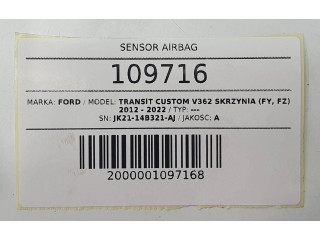 SENSOR AIRBAG
109716
MARKA: FORD / MODEL: TRANSIT CUSTOM V362 SKRZYNIA (FY, FZ)
2012 - 2022 / TYP: ---
SN: JK21-14B321-AJ / JAKOŚĆ: A
2000001097168